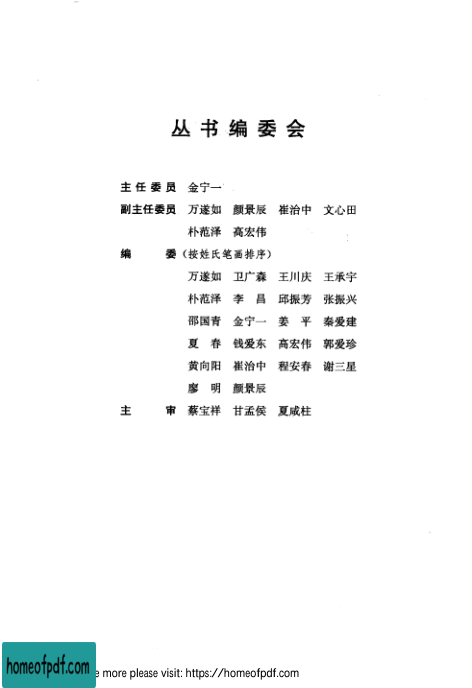 丛书编委会
主任委员 金宁一
副主任委员 万遂如 颜景辰 崔治中 文心田
朴范泽 高宏伟
编 委 (按姓氏笔画排序)
万遂如 卫广森 王川庆 王承宇
朴范泽 李 昌 邱振芳 张振兴
邵国青 金宁一 姜 平 秦爱建
夏 春 钱爱东 高宏伟 郭爱珍
黄向阳 崔治中 程安春 谢三星
廖 明 颜景辰
主 审 蔡宝祥 甘孟侯 夏咸柱
homeofpdf.com
e more please visit: https://homeofpdf.com